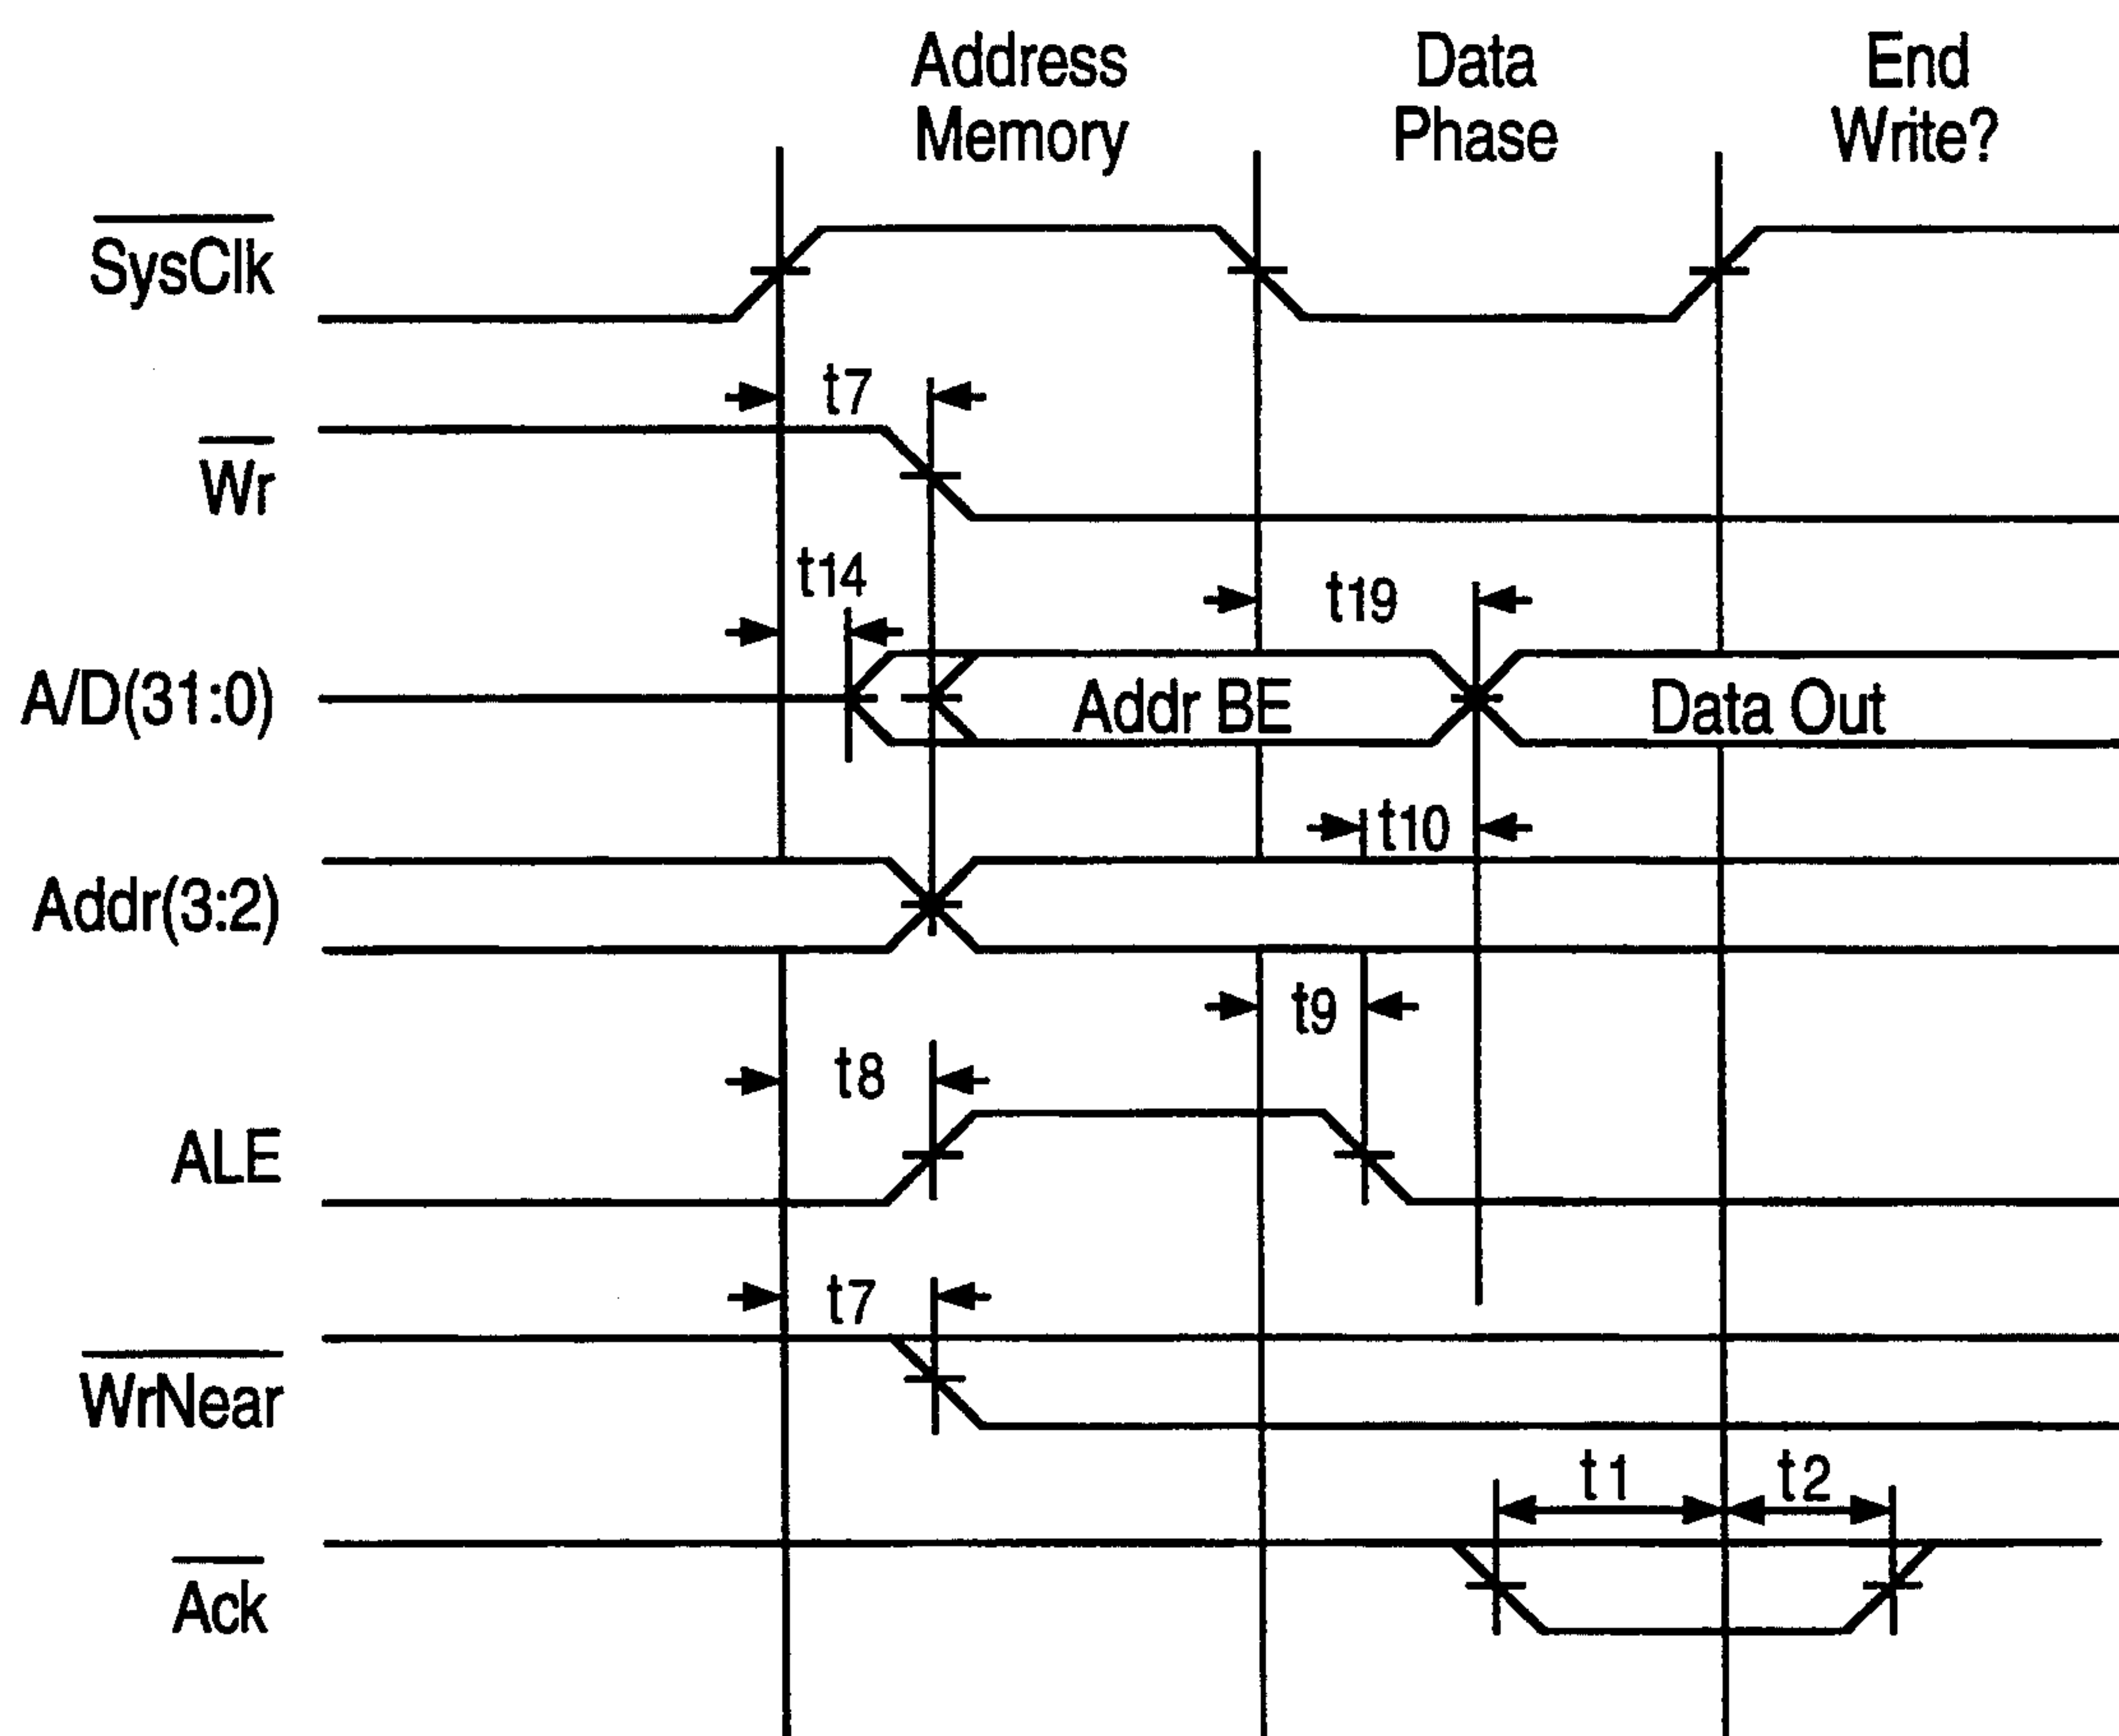 Address
Memory
Data
Phase
End
Write?
SysClk
t7
Wr
t14
t19
A/D(31:0)
Addr BE
Data Out
t10
Addr(3:2)
t9
t8
ALE
t7
WrNear
t1
t2
Ack